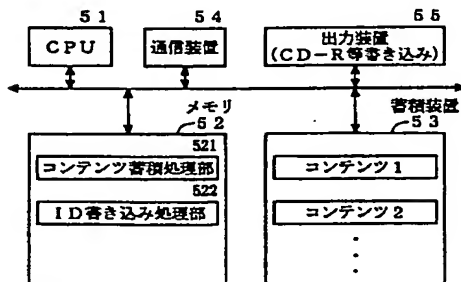 ５１
５４
５５
ＣＰＵ
通信装置
出力装置
(ＣＤ－Ｒ等書き込み)
メモリ
５２
蓄積装置
５３
521
コンテンツ蓄積処理部
522
ＩＤ書き込み処理部
コンテンツ１
コンテンツ２